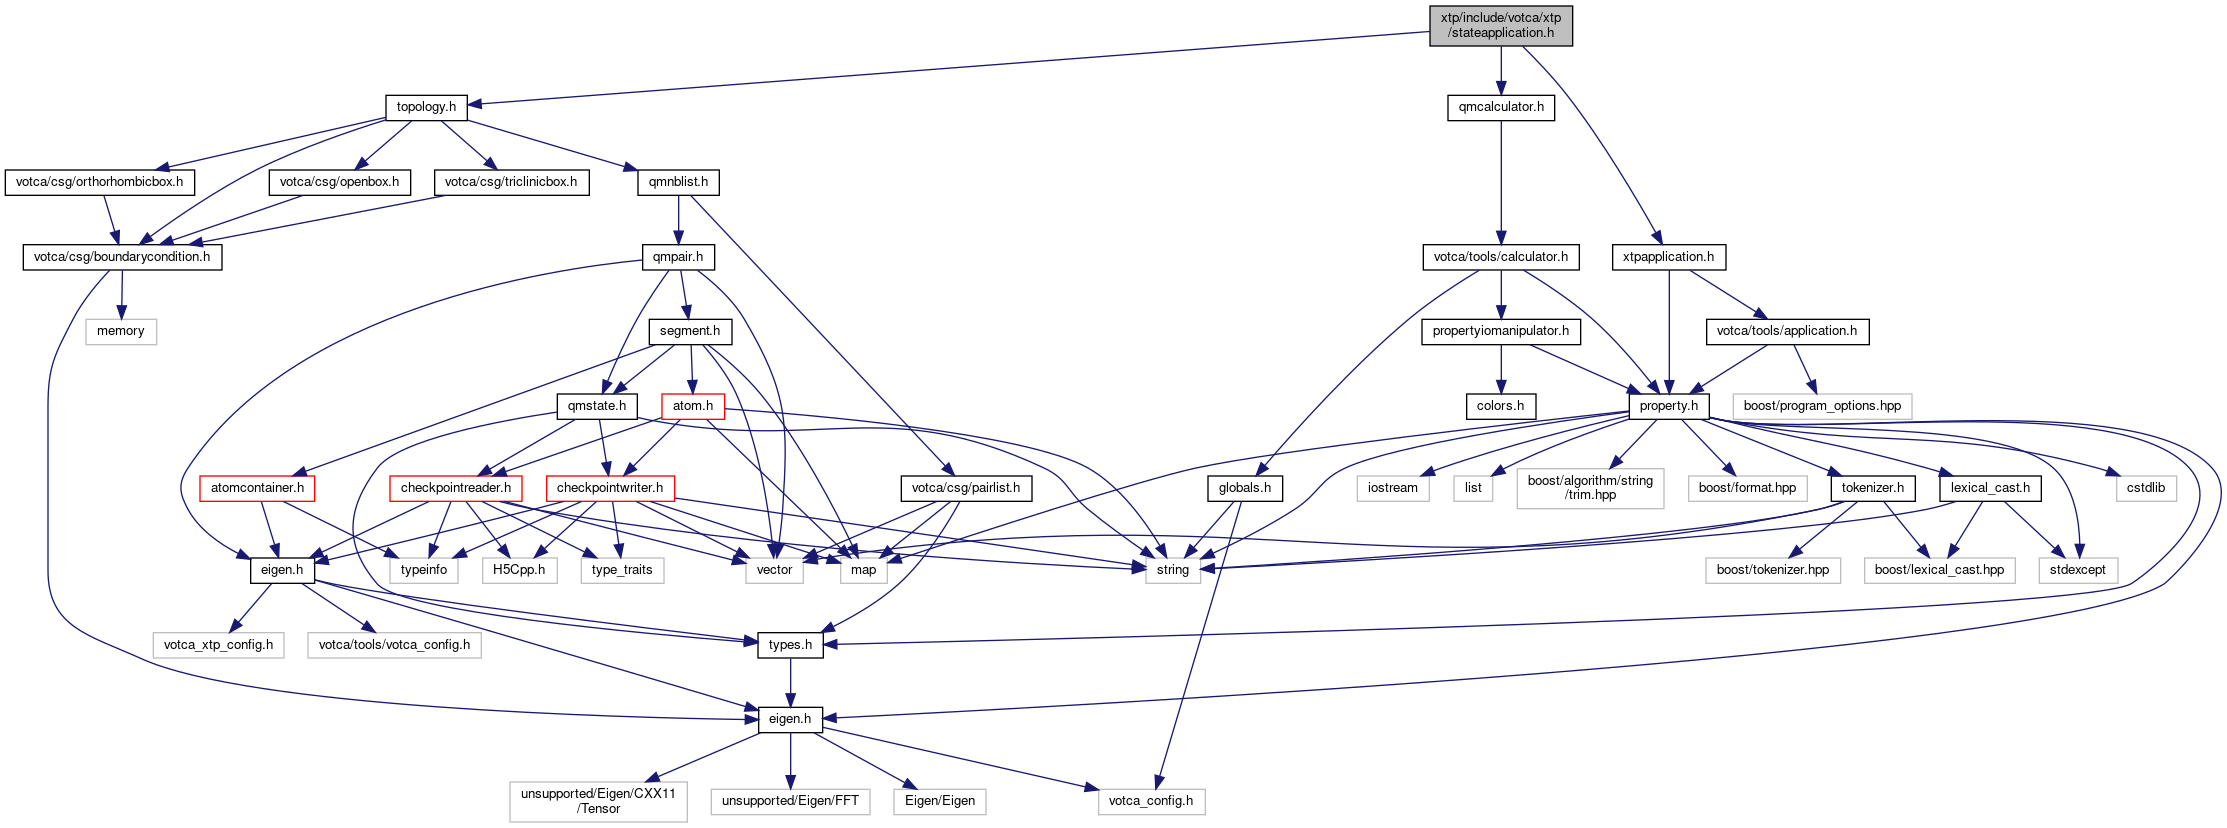 xtp/include/votca/xtp
/stateapplication.h
topology.h
qmcalculator.h
votca/csg/orthorhombicbox.h
votca/csg/openbox.h
votca/csg/triclinicbox.h
qmnblist.h
votca/csg/boundarycondition.h
qmpair.h
votca/tools/calculator.h
xtpapplication.h
memory
segment.h
propertyiomanipulator.h
votca/tools/application.h
qmstate.h
atom.h
colors.h
property.h
boost/program_options.hpp
atomcontainer.h
checkpointreader.h
checkpointwriter.h
votca/csg/pairlist.h
globals.h
iostream
list
boost/algorithm/string
/trim.hpp
boost/format.hpp
tokenizer.h
lexical_cast.h
cstdlib
eigen.h
typeinfo
H5Cpp.h
type_traits
vector
map
string
boost/tokenizer.hpp
boost/lexical_cast.hpp
stdexcept
votca_xtp_config.h
votca/tools/votca_config.h
types.h
eigen.h
unsupported/Eigen/CXX11
/Tensor
unsupported/Eigen/FFT
Eigen/Eigen
votca_config.h